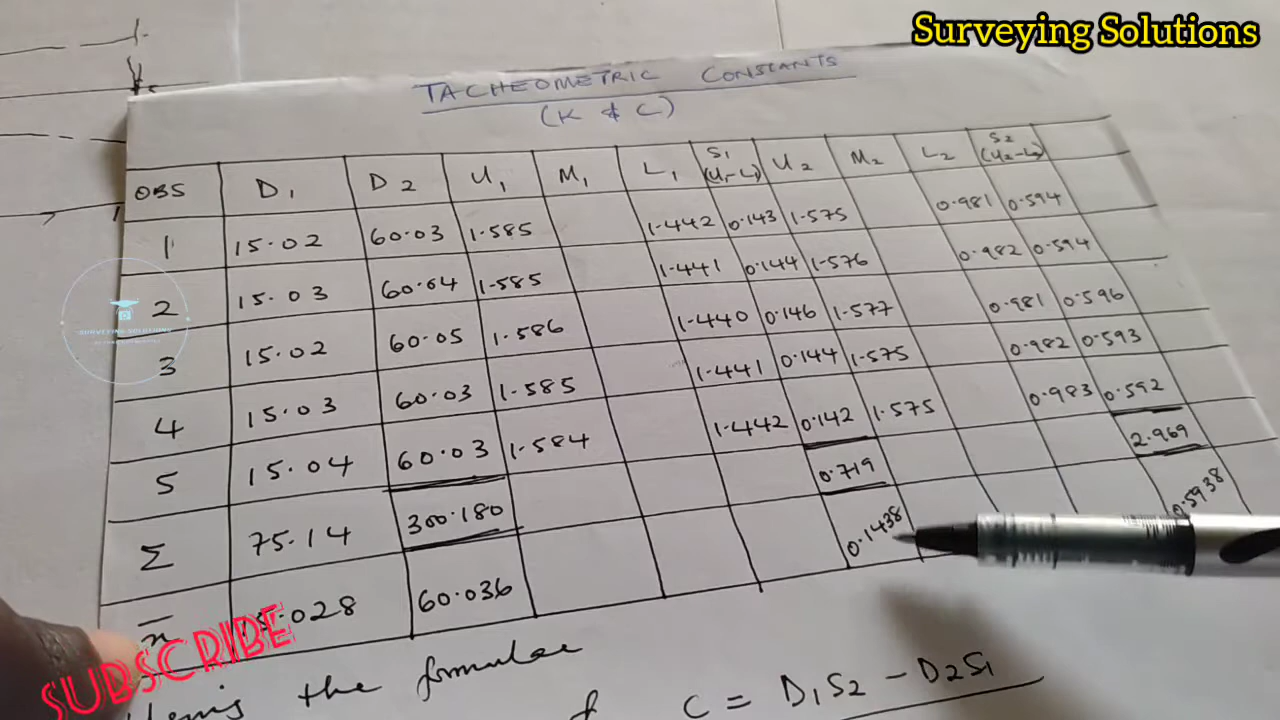 Surveying Solutions
TACHEOMETRIC CONSTANTS
(K & C)
OBS D1 D2 U1 M1 L1 S1 (U1-L1) U2 M2 L2 S2 (U2-L2)
1 15.02 60.03 1.585 1.442 0.143 1.575 0.981 0.594
2 15.03 60.04 1.585 1.441 0.144 1.576 0.982 0.594
3 15.02 60.05 1.586 1.440 0.146 1.577 0.981 0.596
4 15.03 60.03 1.585 1.441 0.144 1.575 0.982 0.593
5 15.04 60.03 1.584 1.442 0.142 1.575 0.983 0.592
Σ 75.14 300.180 0.719 2.969
15.028 60.036 0.1438 0.5938
SUBSCRIBE
SURVEYING SOLUTIONS
the formulae
C = D1S2 - D2S1